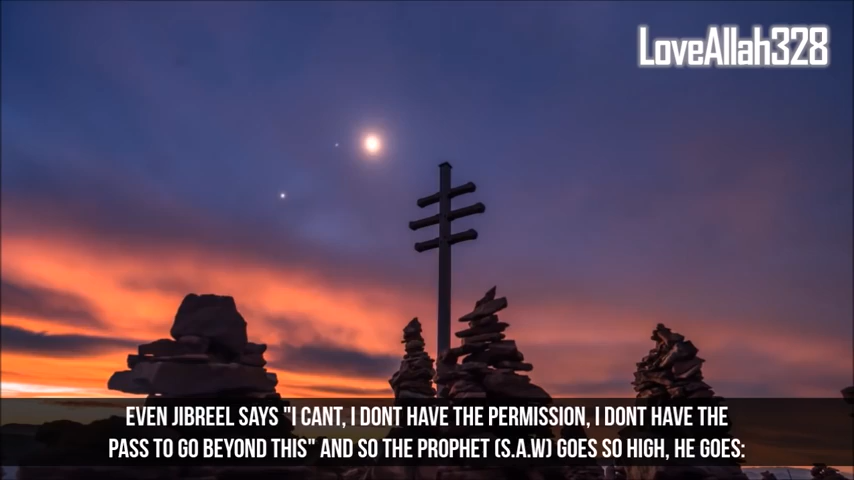 LoveAllah328
EVEN JIBREEL SAYS "I CANT, I DONT HAVE THE PERMISSION, I DONT HAVE THE
PASS TO GO BEYOND THIS" AND SO THE PROPHET (S.A.W) GOES SO HIGH, HE GOES: